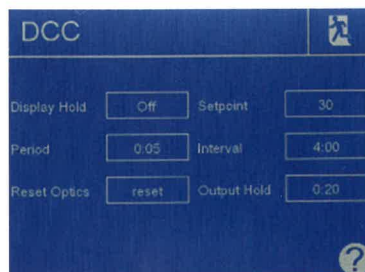 DCC
Display Hold Off Setpoint 30
Period 0:05 Interval 4:00
Reset Optics reset Output Hold 0:20
?